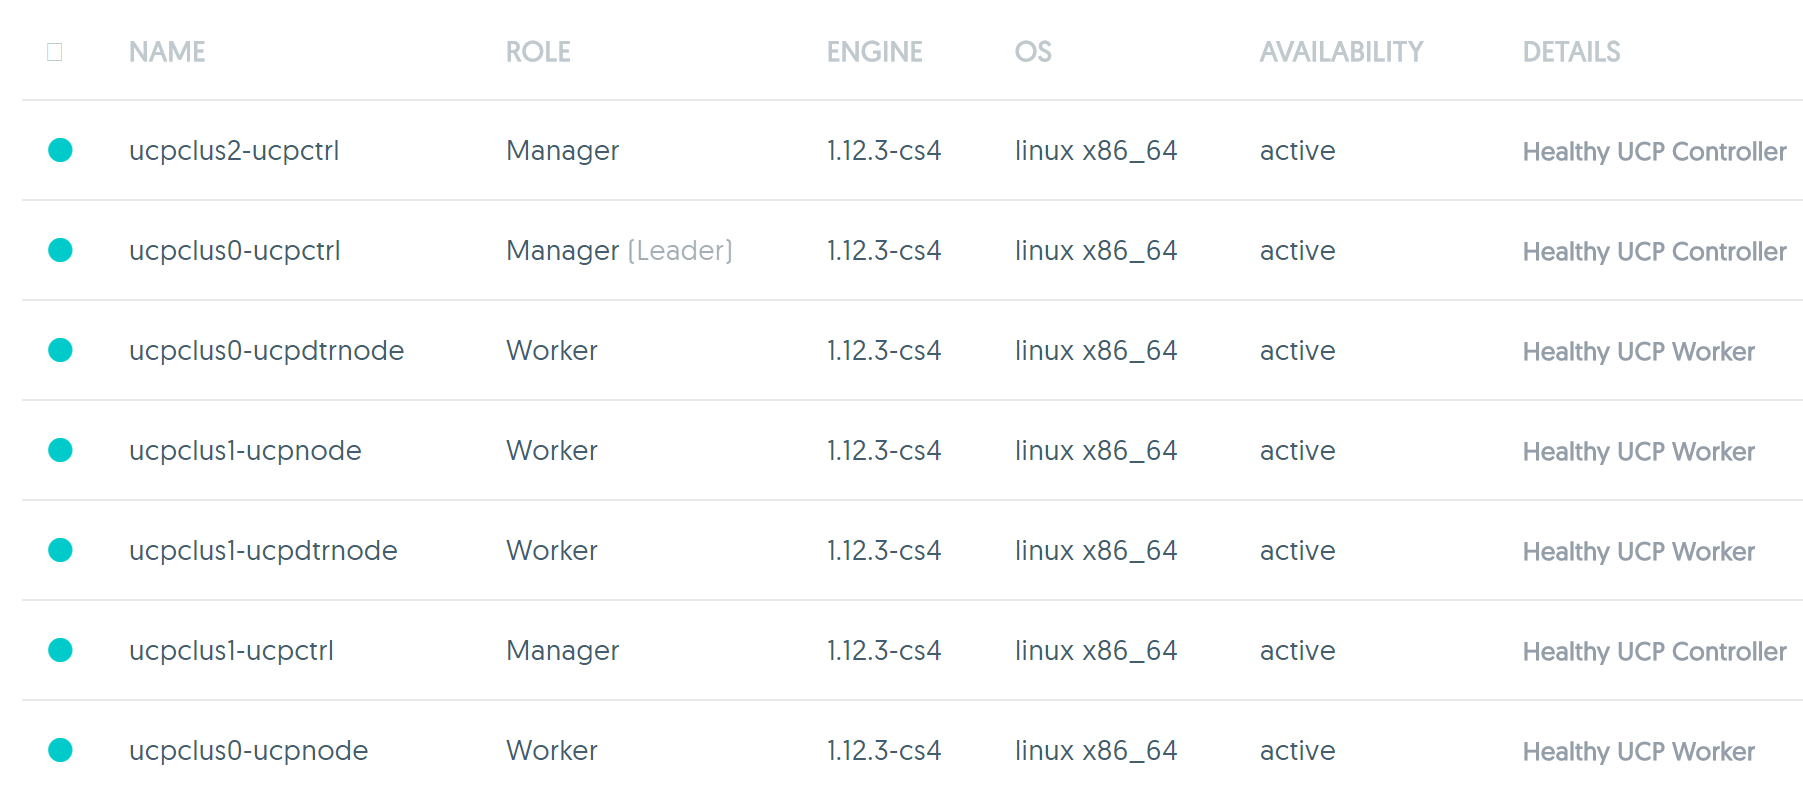 NAME ROLE ENGINE OS AVAILABILITY DETAILS
ucpclus2-ucpctrl Manager 1.12.3-cs4 linux x86_64 active Healthy UCP Controller
ucpclus0-ucpctrl Manager (Leader) 1.12.3-cs4 linux x86_64 active Healthy UCP Controller
ucpclus0-ucpdtrnode Worker 1.12.3-cs4 linux x86_64 active Healthy UCP Worker
ucpclus1-ucpnode Worker 1.12.3-cs4 linux x86_64 active Healthy UCP Worker
ucpclus1-ucpdtrnode Worker 1.12.3-cs4 linux x86_64 active Healthy UCP Worker
ucpclus1-ucpctrl Manager 1.12.3-cs4 linux x86_64 active Healthy UCP Controller
ucpclus0-ucpnode Worker 1.12.3-cs4 linux x86_64 active Healthy UCP Worker